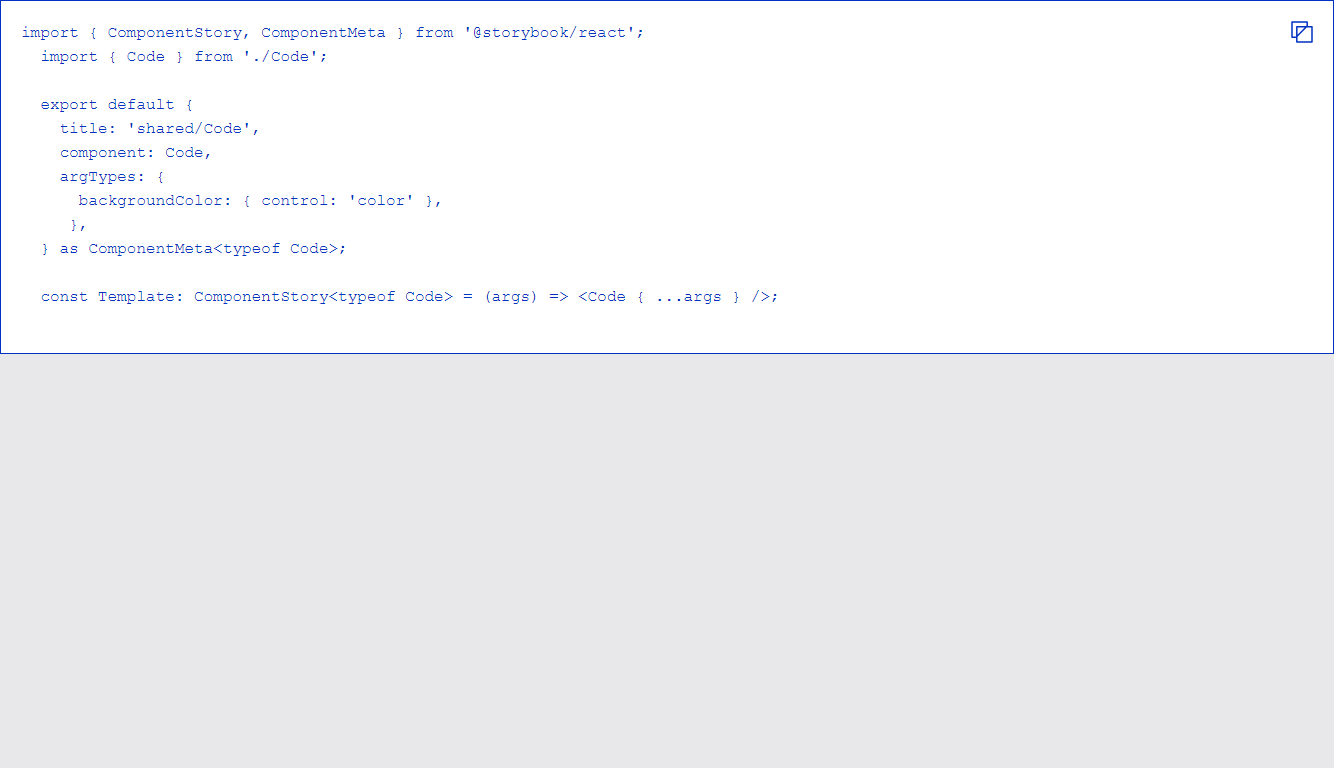 import { ComponentStory, ComponentMeta } from '@storybook/react';
  import { Code } from './Code';

  export default {
    title: 'shared/Code',
    component: Code,
    argTypes: {
      backgroundColor: { control: 'color' },
     },
  } as ComponentMeta<typeof Code>;

  const Template: ComponentStory<typeof Code> = (args) => <Code { ...args } />;